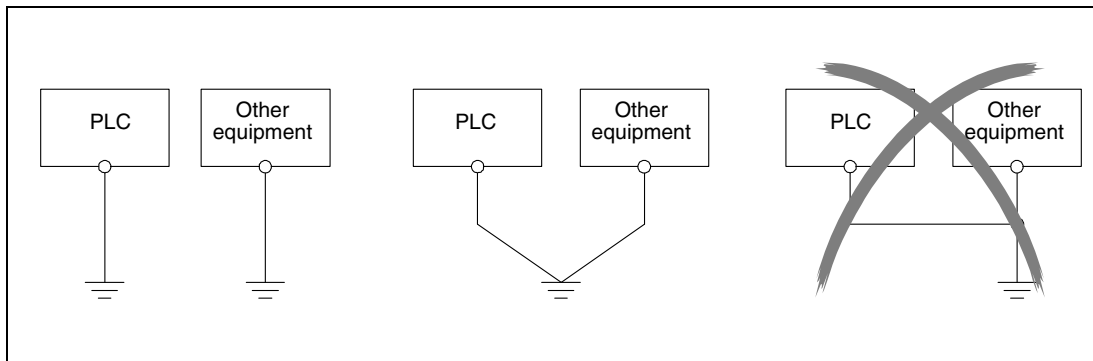 PLC
Other
equipment
PLC
Other
equipment
PLC
Other
equipment